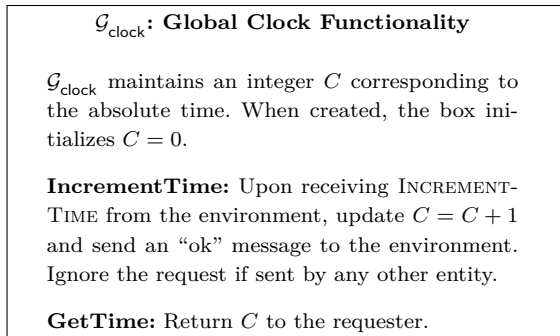 𝒢clock: Global Clock Functionality
𝒢clock maintains an integer C corresponding to
the absolute time. When created, the box ini-
tializes C = 0.
IncrementTime: Upon receiving INCREMENT-
TIME from the environment, update C = C + 1
and send an “ok” message to the environment.
Ignore the request if sent by any other entity.
GetTime: Return C to the requester.